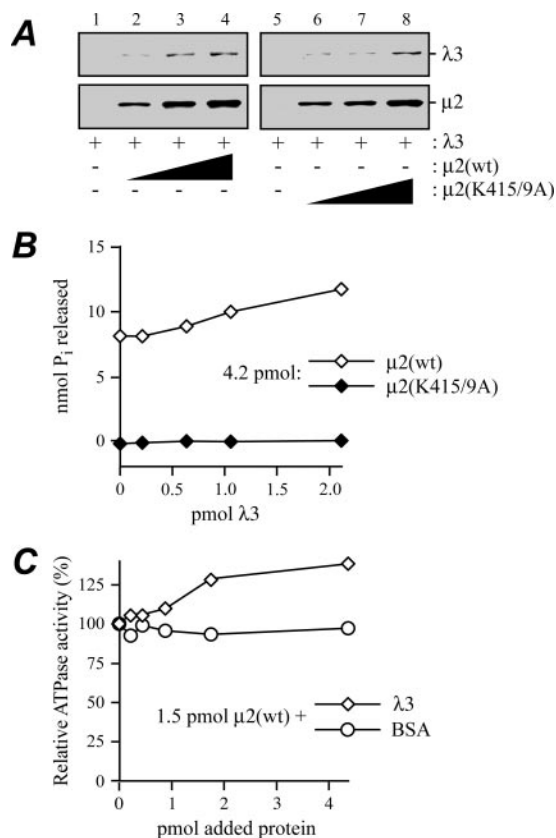 A
1 2 3 4 5 6 7 8
λ3
μ2
+ + + + + + + + : λ3
- - : μ2(wt)
- - - - - : μ2(K415/9A)
B
nmol Pi released
15
10
5
0
4.2 pmol:
μ2(wt)
μ2(K415/9A)
0 0.5 1.0 1.5 2.0
pmol λ3
C
Relative ATPase activity (%)
125
100
75
50
25
0
1.5 pmol μ2(wt) +
λ3
BSA
0 1 2 3 4
pmol added protein